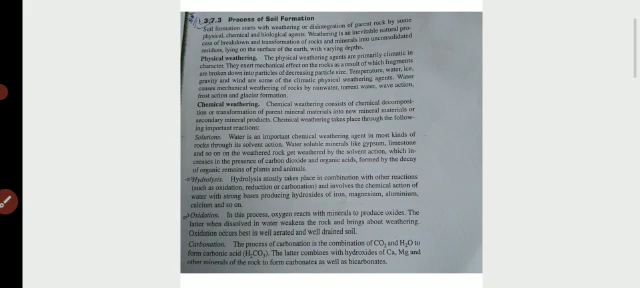 2.7.3 Process of Soil Formation
Soil formation starts with weathering or disintegration of parent rock by some
physical, chemical and biological agents. Weathering is an inevitable natural pro-
cess of breakdown and transformation of rocks and minerals into unconsolidated
residues, lying on the surface of the earth, with varying depths.
Physical weathering. The physical weathering agents are primarily climatic in
character. They exert mechanical effect on the rocks as a result of which fragments
are broken down into particles of decreasing particle size. Temperature, water, ice,
gravity and wind are some of the climatic physical weathering agents. Water
causes mechanical weathering of rocks by rainwater, torrent water, wave action,
frost action and glacier formation.
Chemical weathering. Chemical weathering consists of chemical decomposi-
tion or transformation of parent mineral materials into new mineral materials or
secondary mineral products. Chemical weathering takes place through the follow-
ing important reactions:
Solutions. Water is an important chemical weathering agent in most kinds of
rocks through its solvent action. Water soluble minerals like gypsum, limestone
and so on on the weathered rock get weathered by the solvent action, which in-
creases in the presence of carbon dioxide and organic acids, formed by the decay
of organic remains of plants and animals.
Hydrolysis. Hydrolysis mostly takes place in combination with other reactions
(such as oxidation, reduction or carbonation) and involves the chemical action of
water with strong bases producing hydroxides of iron, magnesium, aluminium,
calcium and so on.
Oxidation. In this process, oxygen reacts with minerals to produce oxides. The
latter when dissolved in water weakens the rock and brings about weathering.
Oxidation occurs best in well aerated and well drained soil.
Carbonation. The process of carbonation is the combination of CO₂ and H₂O to
form carbonic acid (H₂CO₃). The latter combines with hydroxides of Ca, Mg and
other minerals of the rock to form carbonates as well as bicarbonates.